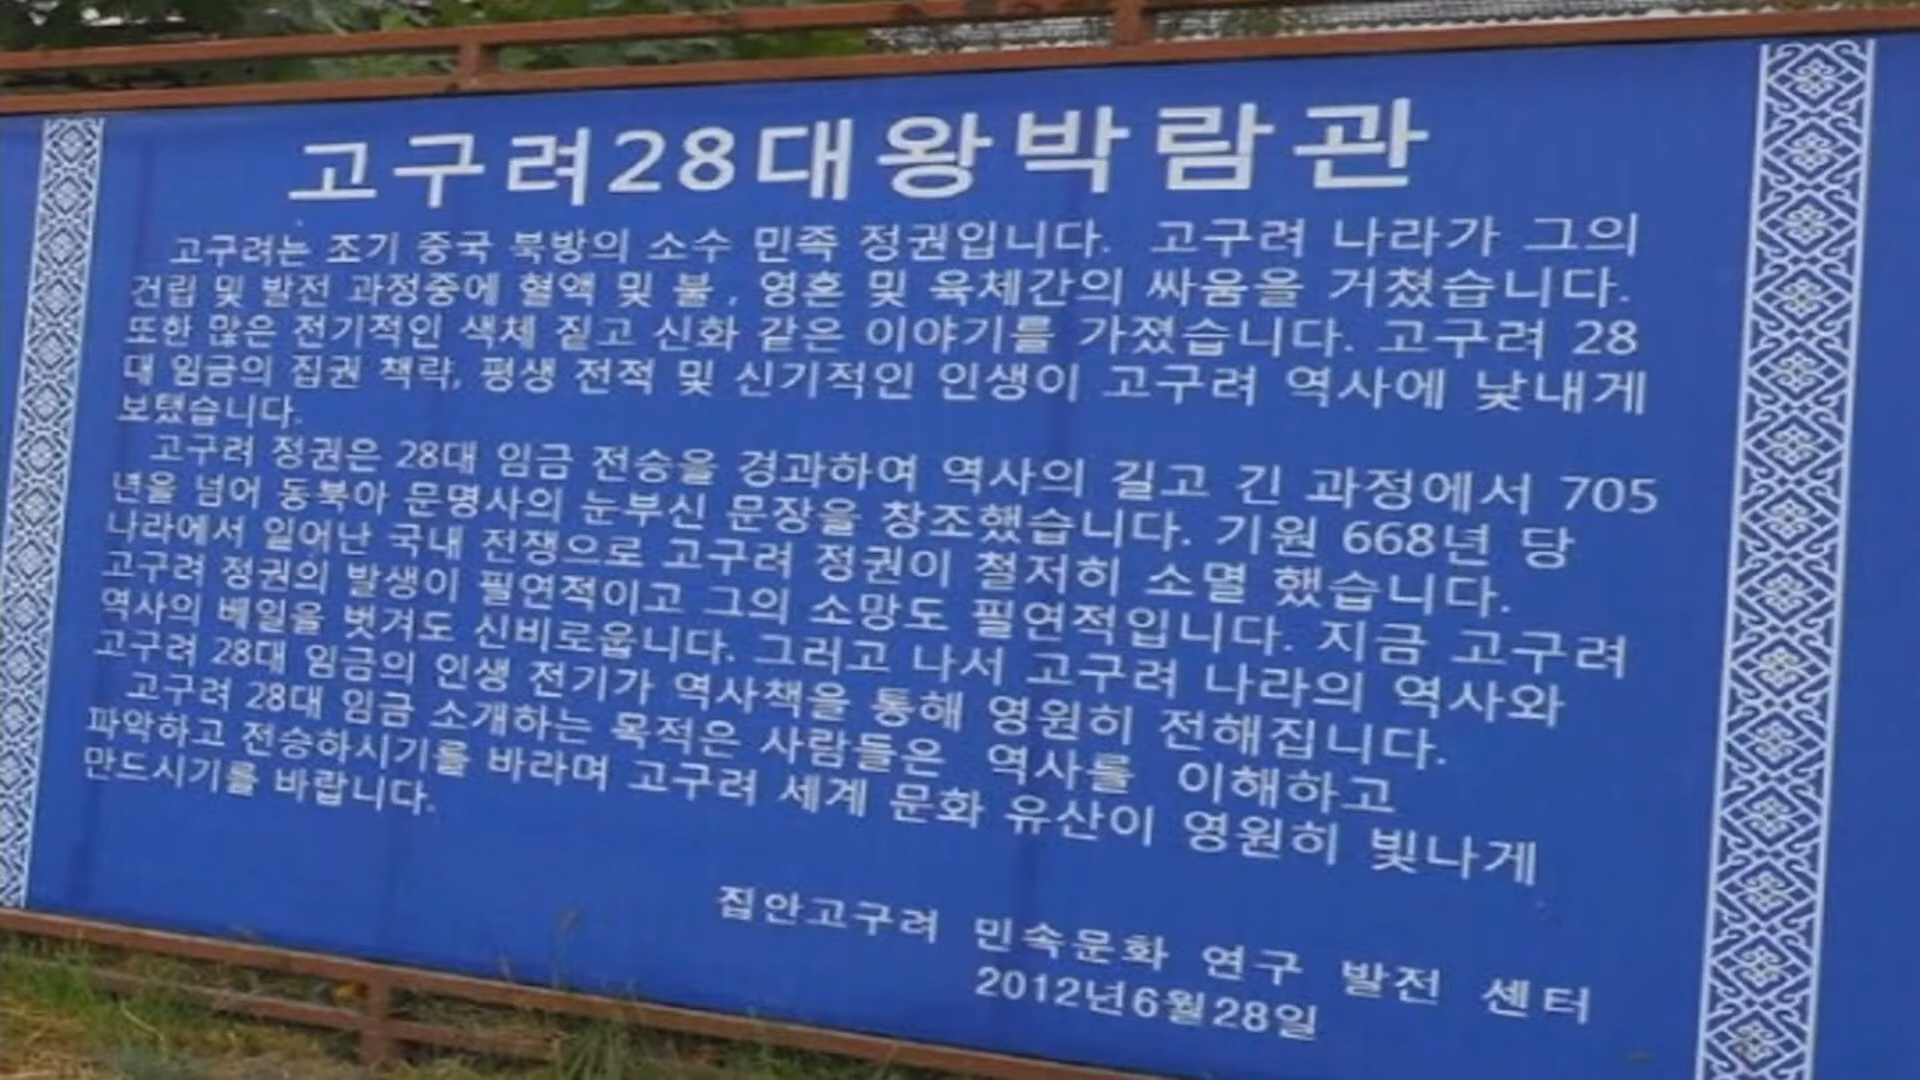 고구려28대왕박람관
고구려는 조기 중국 북방의 소수 민족 정권입니다. 고구려 나라가 그의
건립 및 발전 과정중에 혈액 및 불 , 영혼 및 육체간의 싸움을 거쳤습니다.
또한 많은 전기적인 색체 짙고 신화 같은 이야기를 가졌습니다. 고구려 28
대 임금의 집권 책략, 평생 전적 및 신기적인 인생이 고구려 역사에 낯내게
보탰습니다.
고구려 정권은 28대 임금 전승을 경과하여 역사의 길고 긴 과정에서 705
년을 넘어 동북아 문명사의 눈부신 문장을 창조했습니다. 기원 668년 당
나라에서 일어난 국내 전쟁으로 고구려 정권이 철저히 소멸 했습니다.
고구려 정권의 발생이 필연적이고 그의 소망도 필연적입니다. 지금 고구려
역사의 베일을 벗겨도 신비로웁니다. 그러고 나서 고구려 나라의 역사와
고구려 28대 임금의 인생 전기가 역사책을 통해 영원히 전해집니다.
고구려 28대 임금 소개하는 목적은 사람들은 역사를 이해하고
파악하고 전승하시기를 바라며 고구려 세계 문화 유산이 영원히 빛나게
만드시기를 바랍니다.
집안고구려 민속문화 연구 발전 센터
2012년6월28일